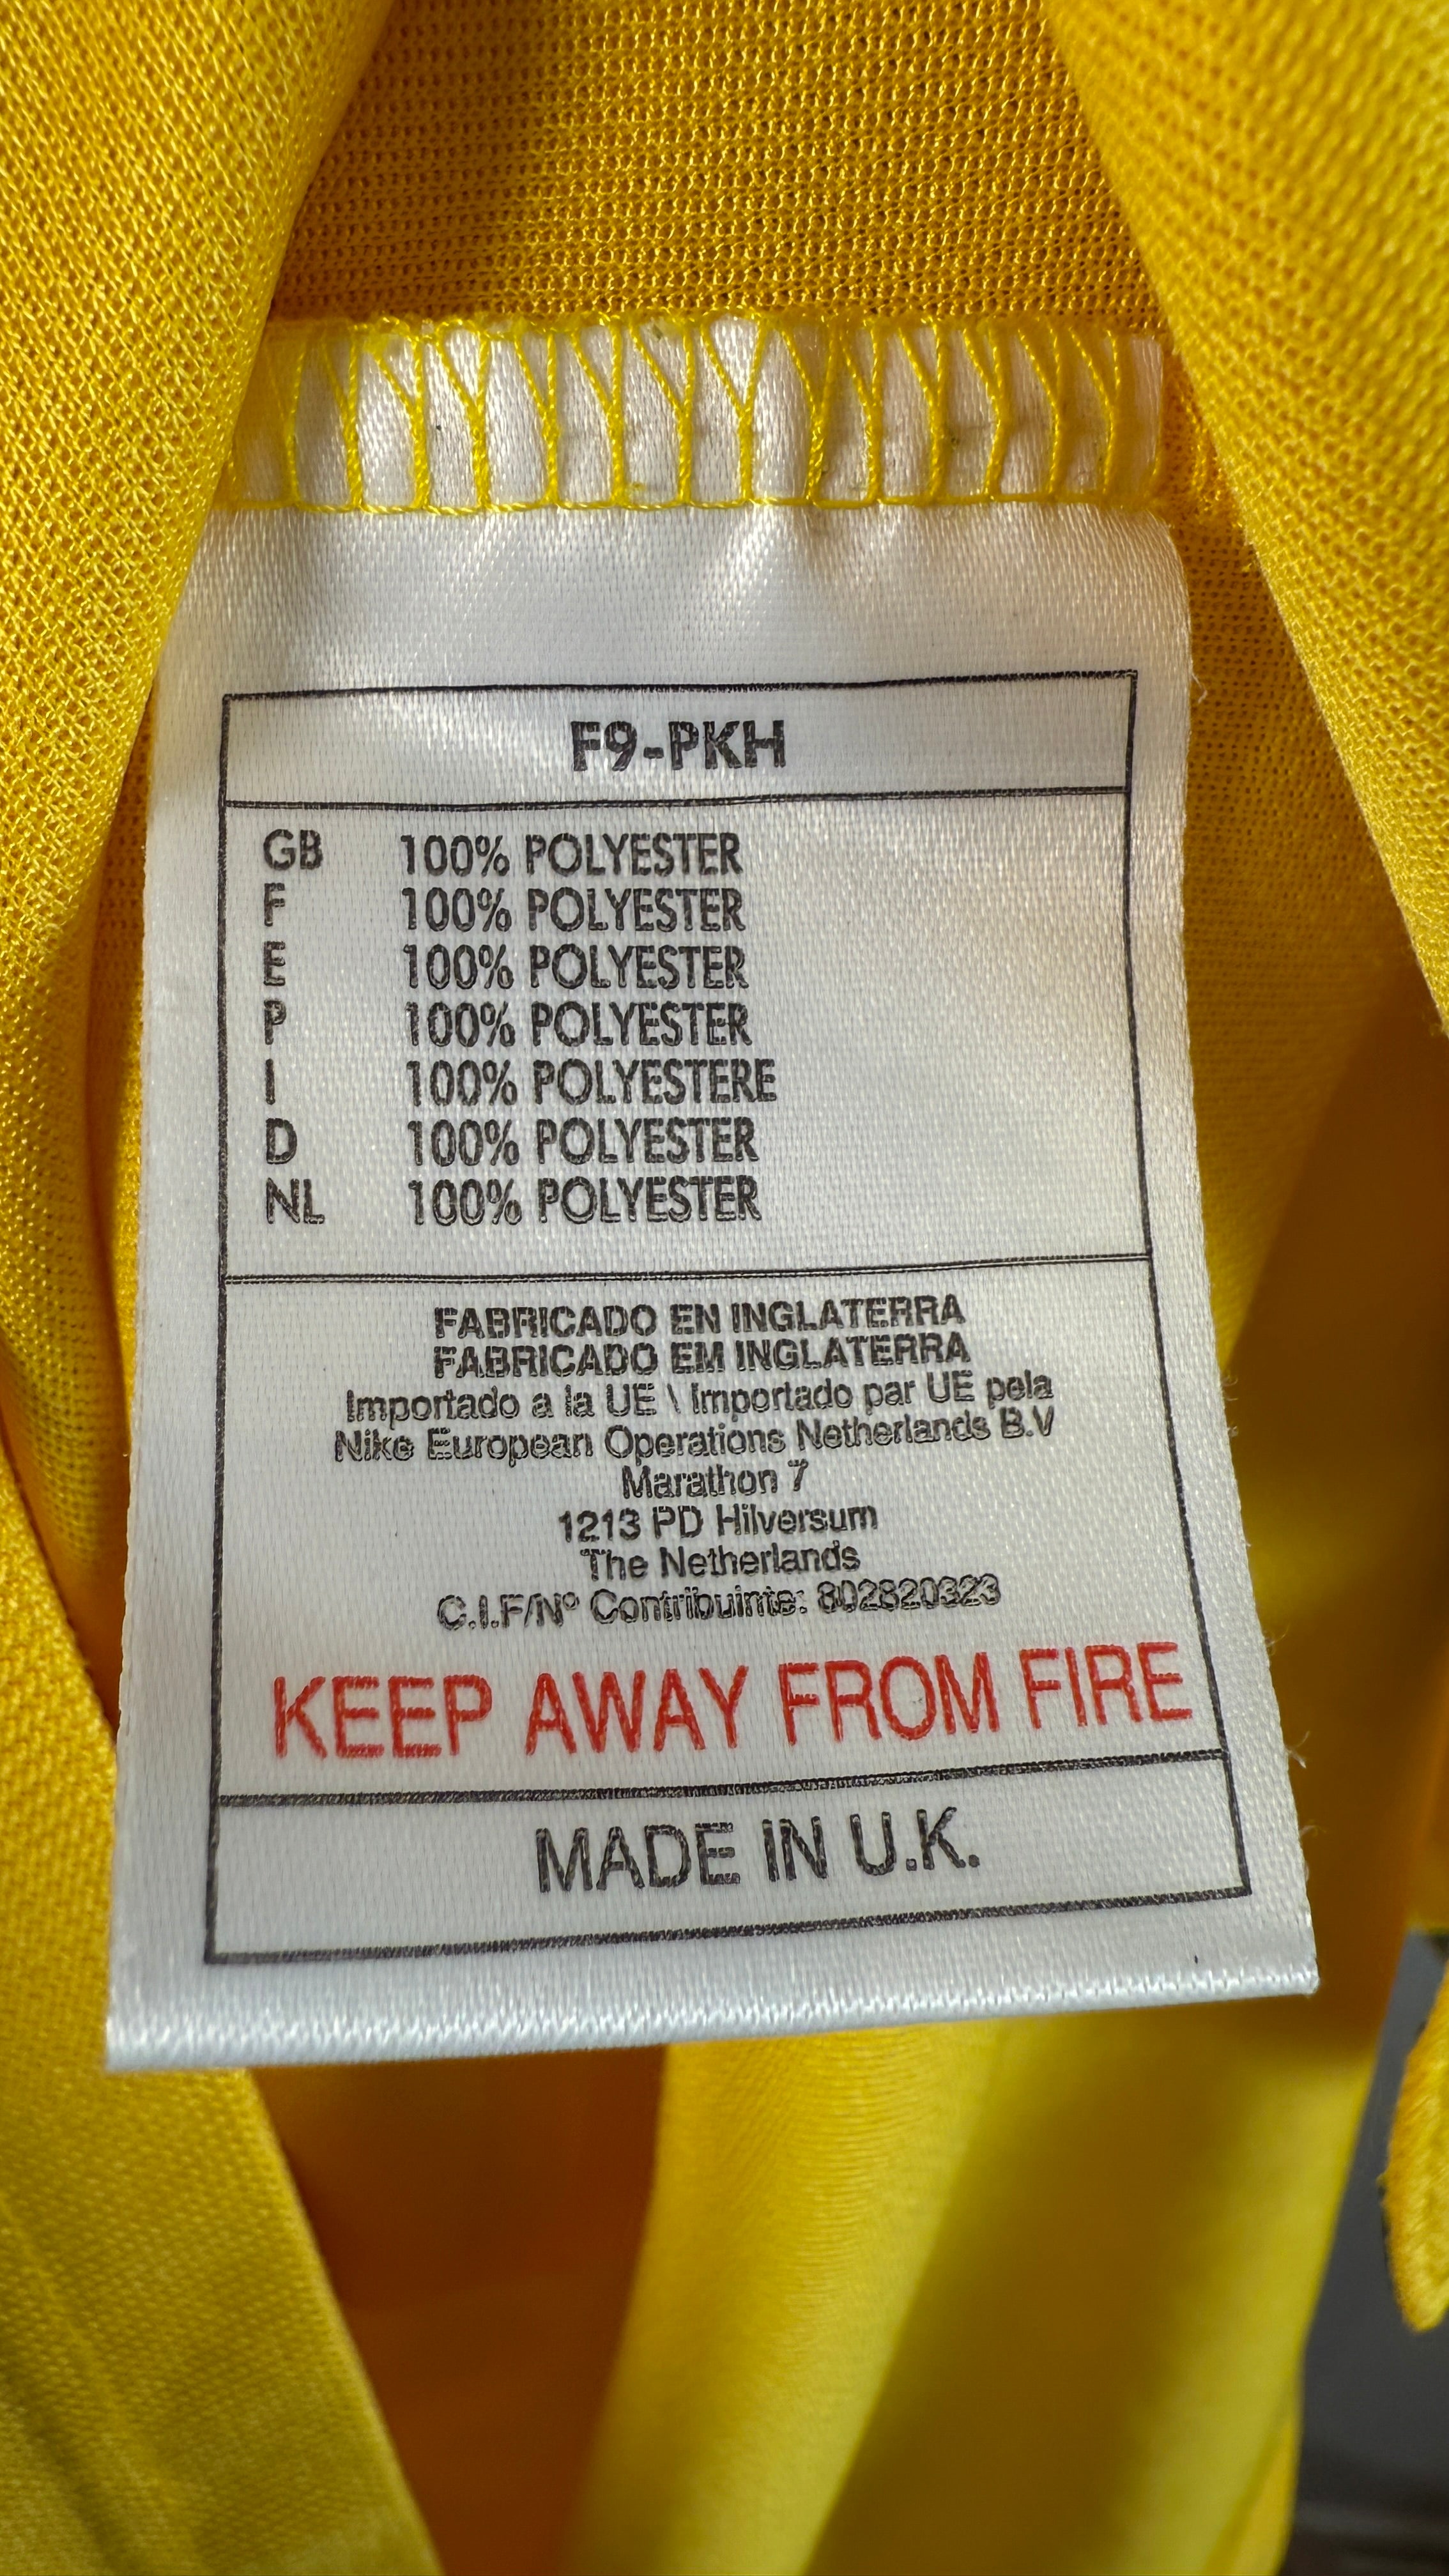 F9-PKH
GB 100% POLYESTER
F 100% POLYESTER
E 100% POLYESTER
P 100% POLYESTER
I 100% POLYESTERE
D 100% POLYESTER
NL 100% POLYESTER
FABRICADO EN INGLATERRA
FABRICADO EM INGLATERRA
Importado a la UE \ Importado par UE pela
Nike European Operations Netherlands B.V
Marathon 7
1213 PD Hilversum
The Netherlands
C.I.F/Nº Contribuinte: 802820323
KEEP AWAY FROM FIRE
MADE IN U.K.